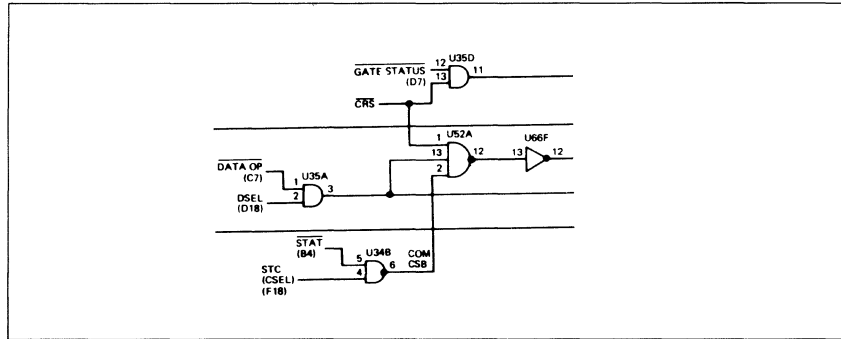 U35D
GATE STATUS 12 11
(D7) 13
CRS
U52A U66F
1
13 12 13 12
DATA OP 2
(C7) U35A
1 3
DSEL 2
(D18)
STAT
(B4) U34B
5 6 COM
STC 4 CSB
(CSEL)
(F18)